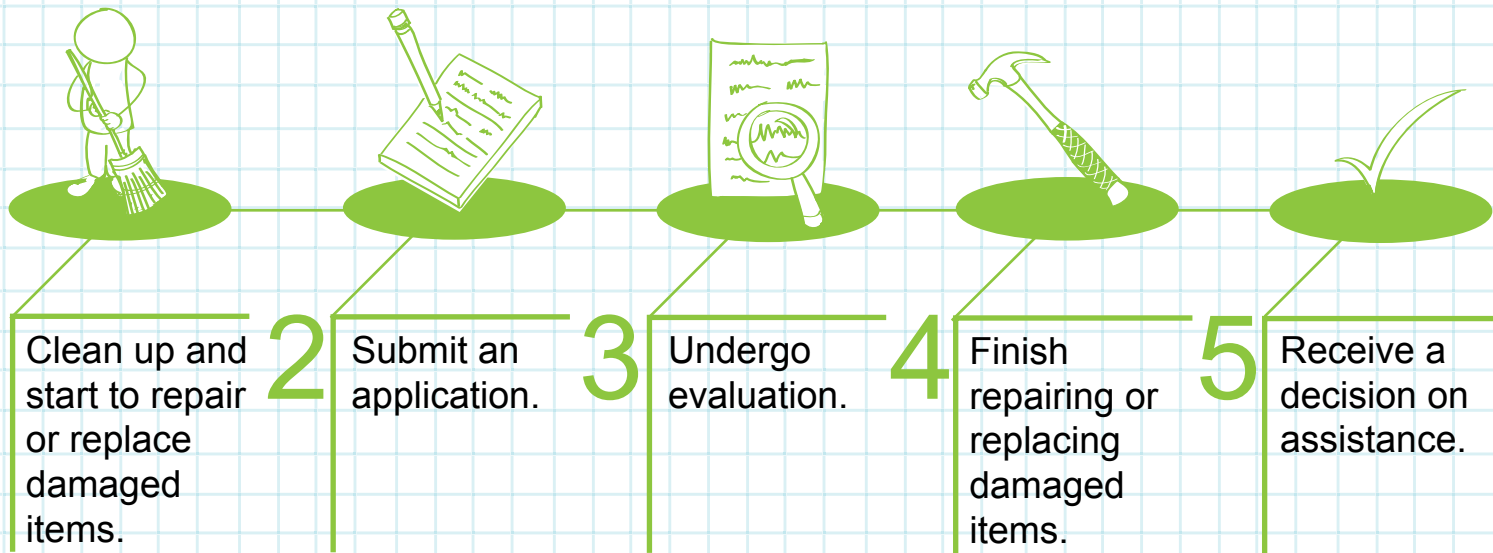 Clean up and
start to repair
or replace
damaged
items.
2
Submit an
application.
3
Undergo
evaluation.
4
Finish
repairing or
replacing
damaged
items.
5
Receive a
decision on
assistance.